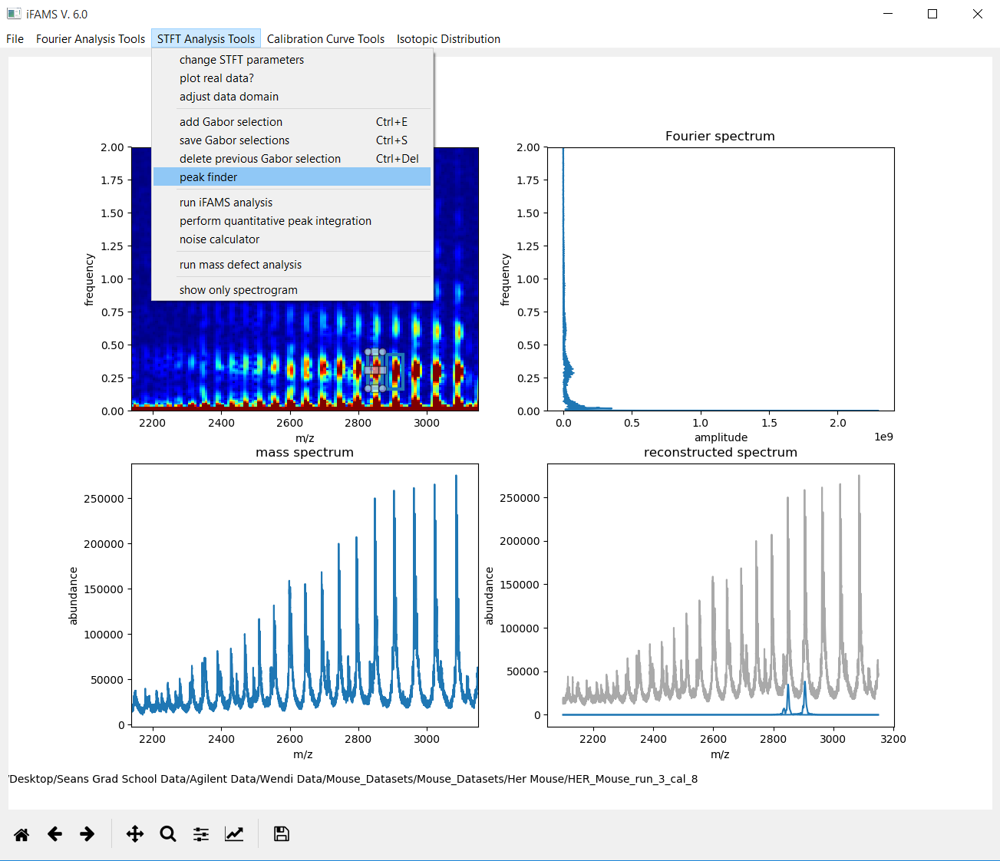 iFAMS V. 6.0
File Fourier Analysis Tools STFT Analysis Tools Calibration Curve Tools Isotopic Distribution
change STFT parameters
plot real data?
adjust data domain
add Gabor selection Ctrl+E
save Gabor selections Ctrl+S
delete previous Gabor selection Ctrl+Del
peak finder
run iFAMS analysis
perform quantitative peak integration
noise calculator
run mass defect analysis
show only spectrogram
2.00
1.75
1.50
1.25
1.00
0.75
0.50
0.25
0.00
frequency
2200 2400 2600 2800 3000
m/z
Fourier spectrum
2.00
1.75
1.50
1.25
1.00
0.75
0.50
0.25
0.00
frequency
0.0 0.5 1.0 1.5 2.0
amplitude
1e9
mass spectrum
250000
200000
150000
100000
50000
0
abundance
2200 2400 2600 2800 3000
m/z
reconstructed spectrum
250000
200000
150000
100000
50000
0
abundance
2200 2400 2600 2800 3000 3200
m/z
/Desktop/Seans Grad School Data/Agilent Data/Wendi Data/Mouse_Datasets/Mouse_Datasets/Her Mouse/HER_Mouse_run_3_cal_8